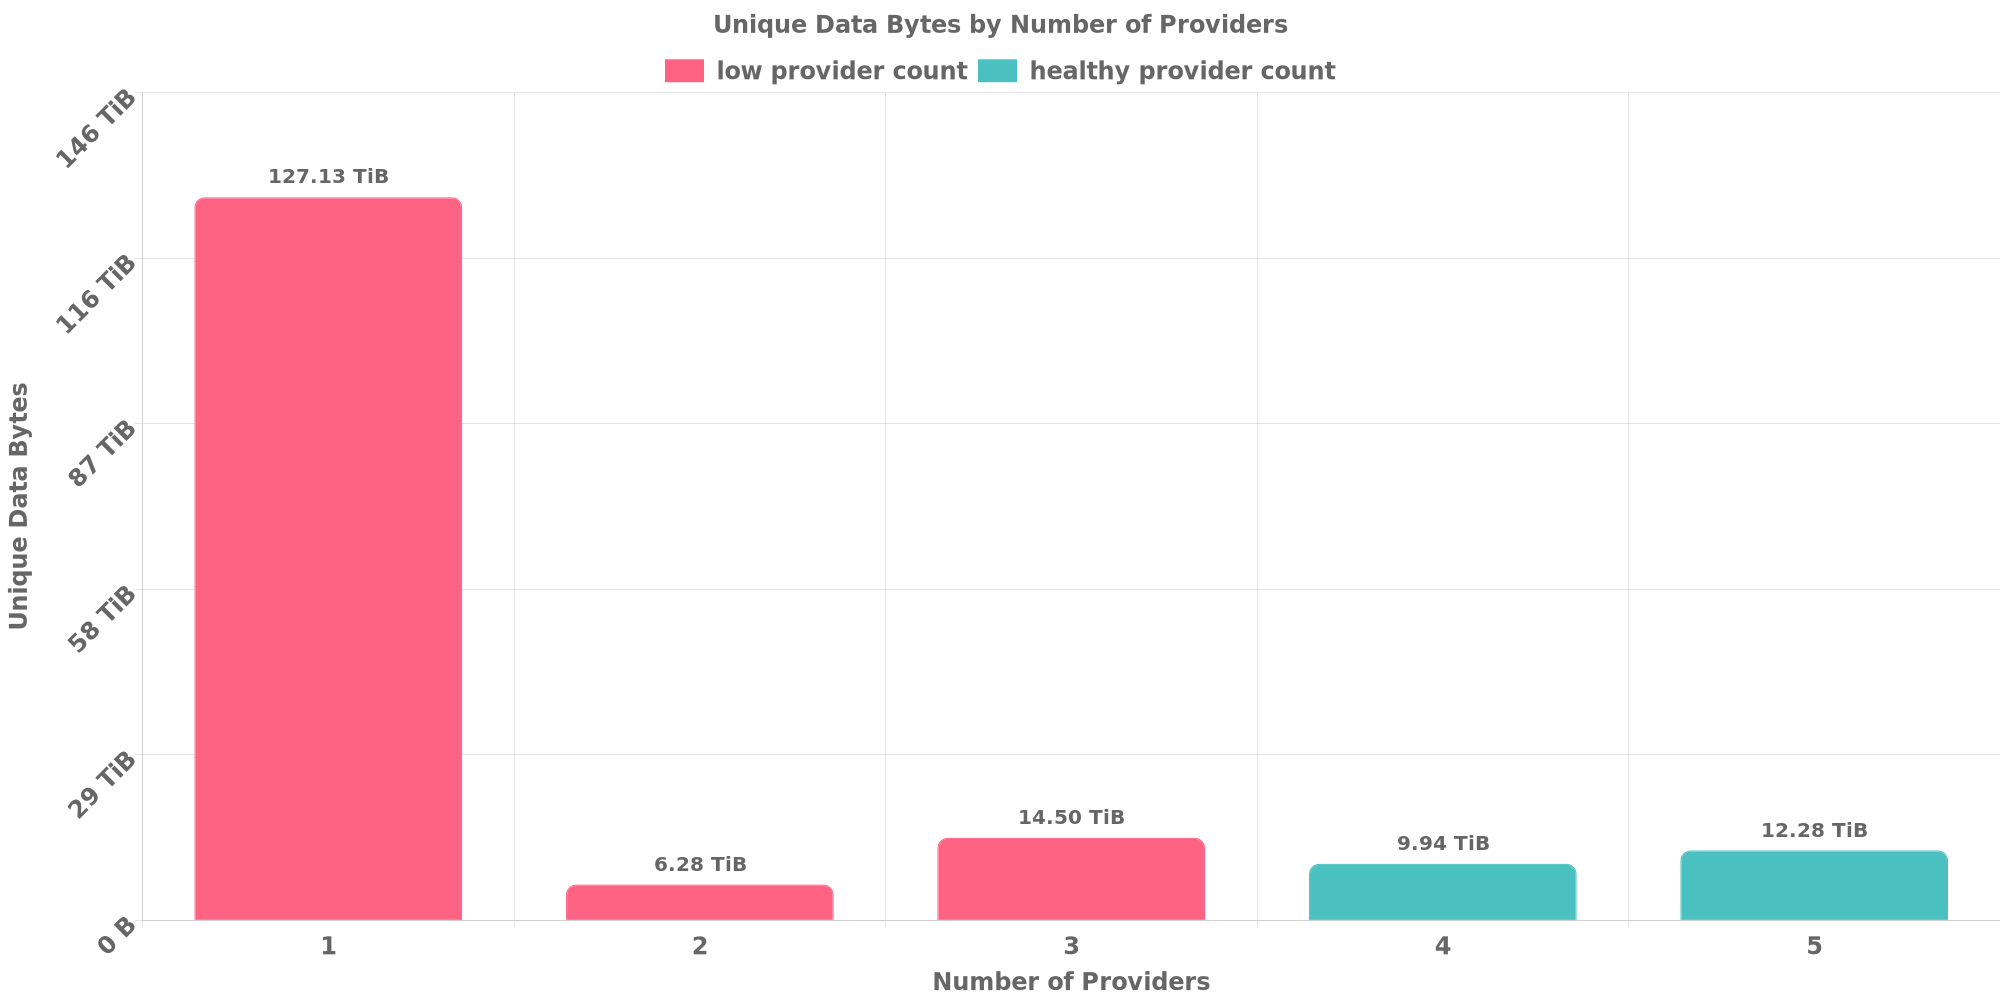 Unique Data Bytes by Number of Providers
low provider count healthy provider count
146 TiB
116 TiB
87 TiB
58 TiB
29 TiB
0 B
Unique Data Bytes
127.13 TiB
6.28 TiB
14.50 TiB
9.94 TiB
12.28 TiB
1 2 3 4 5
Number of Providers